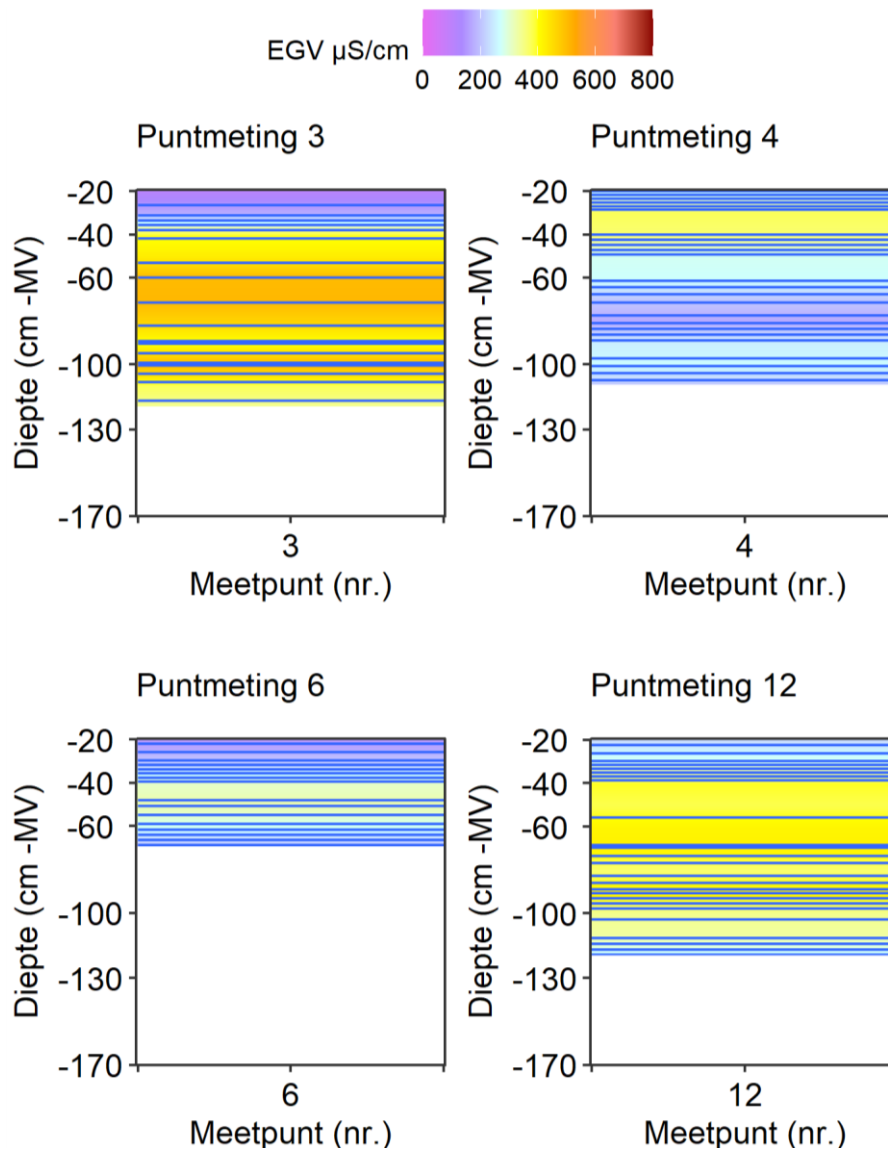 EGV µS/cm
0 200 400 600 800
Puntmeting 3
Puntmeting 4
-20
-40
-60
-100
-130
-170
Diepte (cm -MV)
3
Meetpunt (nr.)
-20
-40
-60
-100
-130
-170
Diepte (cm -MV)
4
Meetpunt (nr.)
Puntmeting 6
Puntmeting 12
-20
-40
-60
-100
-130
-170
Diepte (cm -MV)
6
Meetpunt (nr.)
-20
-40
-60
-100
-130
-170
Diepte (cm -MV)
12
Meetpunt (nr.)